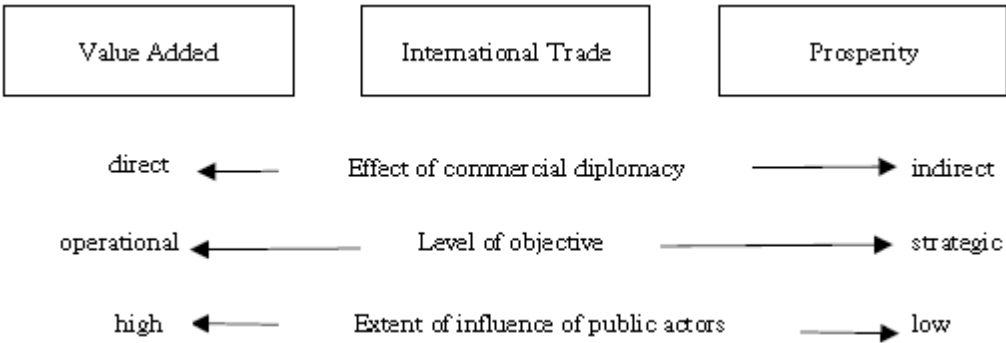 Value Added International Trade Prosperity
direct Effect of commercial diplomacy indirect
operational Level of objective strategic
high Extent of influence of public actors low